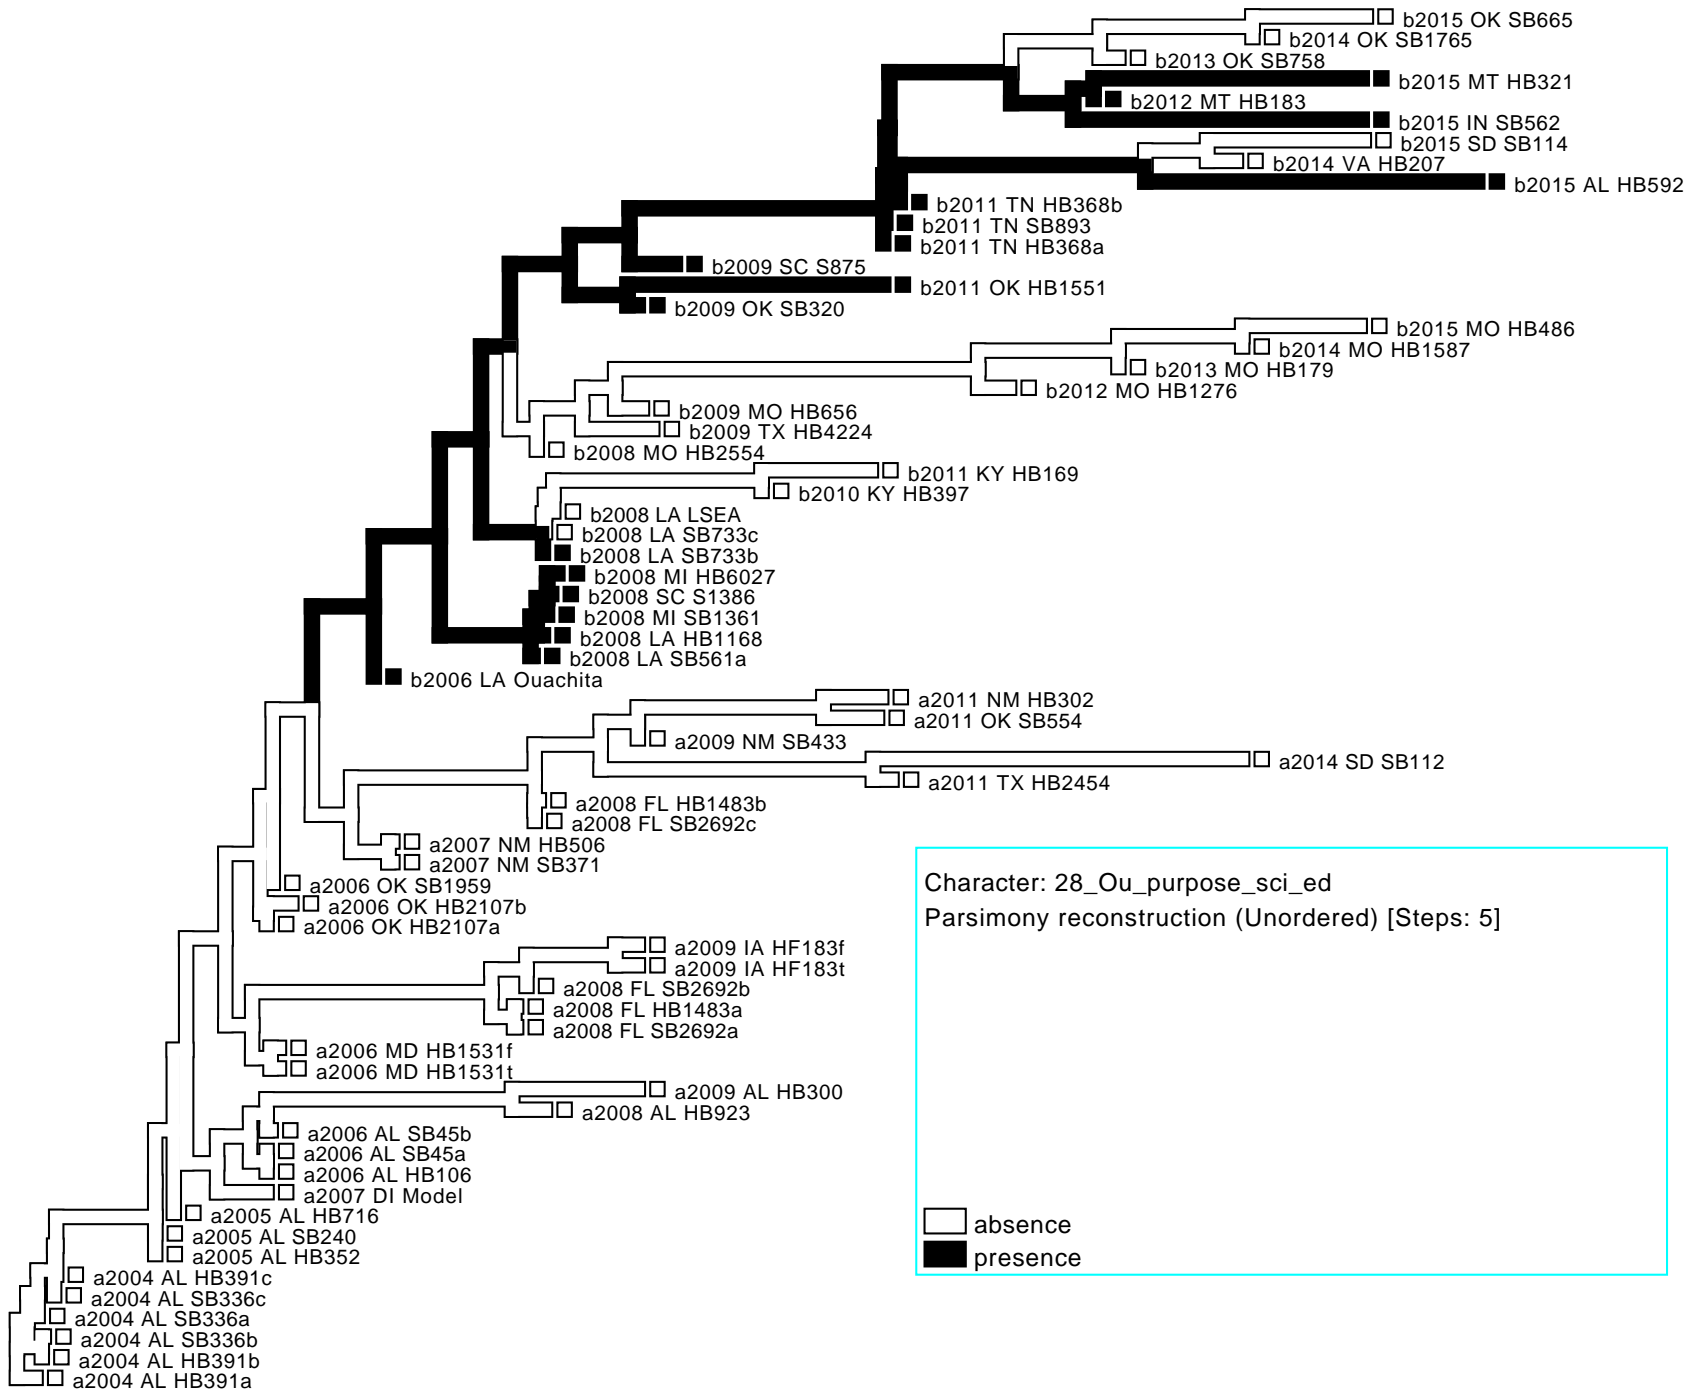 b2015 OK SB665
b2014 OK SB1765
b2013 OK SB758
b2015 MT HB321
b2012 MT HB183
b2015 IN SB562
b2015 SD SB114
b2014 VA HB207
b2015 AL HB592
b2011 TN HB368b
b2011 TN SB893
b2011 TN HB368a
b2009 SC S875
b2011 OK HB1551
b2009 OK SB320
b2015 MO HB486
b2014 MO HB1587
b2013 MO HB179
b2012 MO HB1276
b2009 MO HB656
b2009 TX HB4224
b2008 MO HB2554
b2011 KY HB169
b2010 KY HB397
b2008 LA LSEA
b2008 LA SB733c
b2008 LA SB733b
b2008 MI HB6027
b2008 SC S1386
b2008 MI SB1361
b2008 LA HB1168
b2008 LA SB561a
b2006 LA Ouachita
a2011 NM HB302
a2011 OK SB554
a2009 NM SB433
a2014 SD SB112
a2011 TX HB2454
a2008 FL HB1483b
a2008 FL SB2692c
a2007 NM HB506
a2007 NM SB371
a2006 OK SB1959
a2006 OK HB2107b
a2006 OK HB2107a
a2009 IA HF183f
a2009 IA HF183t
a2008 FL SB2692b
a2008 FL HB1483a
a2008 FL SB2692a
a2006 MD HB1531f
a2006 MD HB1531t
a2009 AL HB300
a2008 AL HB923
a2006 AL SB45b
a2006 AL SB45a
a2006 AL HB106
a2007 DI Model
a2005 AL HB716
a2005 AL SB240
a2005 AL HB352
a2004 AL HB391c
a2004 AL SB336c
a2004 AL SB336a
a2004 AL SB336b
a2004 AL HB391b
a2004 AL HB391a
Character: 28_Ou_purpose_sci_ed
Parsimony reconstruction (Unordered) [Steps: 5]
absence
presence